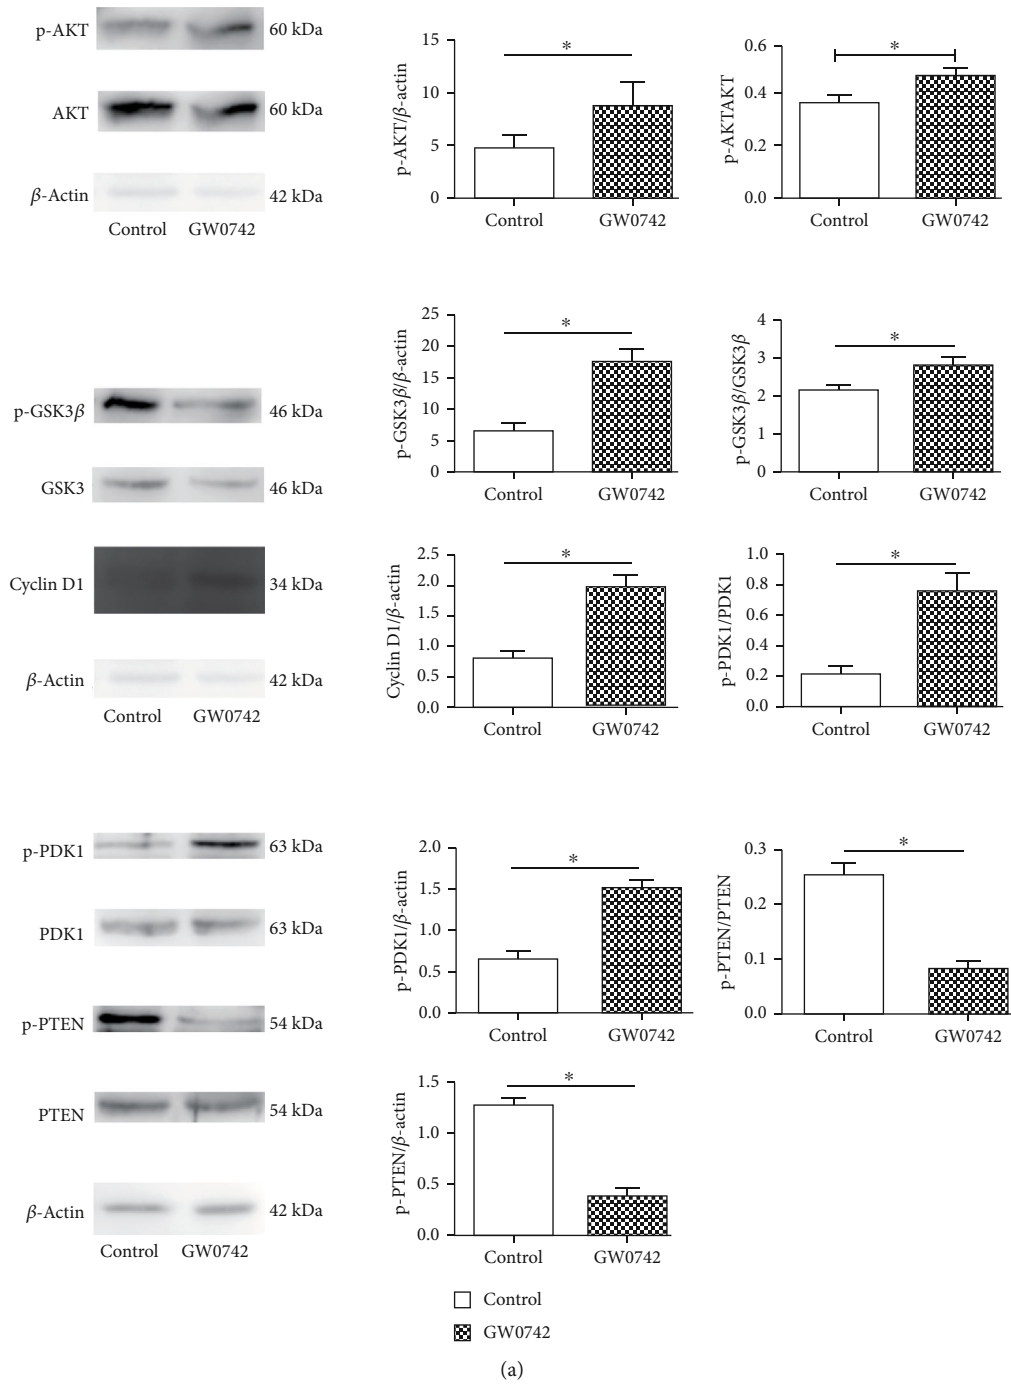 p-AKT
60 kDa
AKT
60 kDa
β-Actin
42 kDa
Control GW0742
p-AKT/β-actin
15
10
5
0
*
Control GW0742
p-AKTAKT
0.6
0.4
0.2
0.0
*
Control GW0742
p-GSK3β
46 kDa
GSK3
46 kDa
Cyclin D1
34 kDa
β-Actin
42 kDa
Control GW0742
p-GSK3β/β-actin
25
20
15
10
5
0
*
Control GW0742
p-GSK3β/GSK3β
4
3
2
1
0
*
Control GW0742
Cyclin D1/β-actin
2.5
2.0
1.5
1.0
0.5
0.0
*
Control GW0742
p-PDK1/PDK1
1.0
0.8
0.6
0.4
0.2
0.0
*
Control GW0742
p-PDK1
63 kDa
PDK1
63 kDa
p-PTEN
54 kDa
PTEN
54 kDa
β-Actin
42 kDa
Control GW0742
p-PDK1/β-actin
2.0
1.5
1.0
0.5
0.0
*
Control GW0742
p-PTEN/PTEN
0.3
0.2
0.1
0.0
*
Control GW0742
p-PTEN/β-actin
1.5
1.0
0.5
0.0
*
Control GW0742
Control
GW0742
(a)